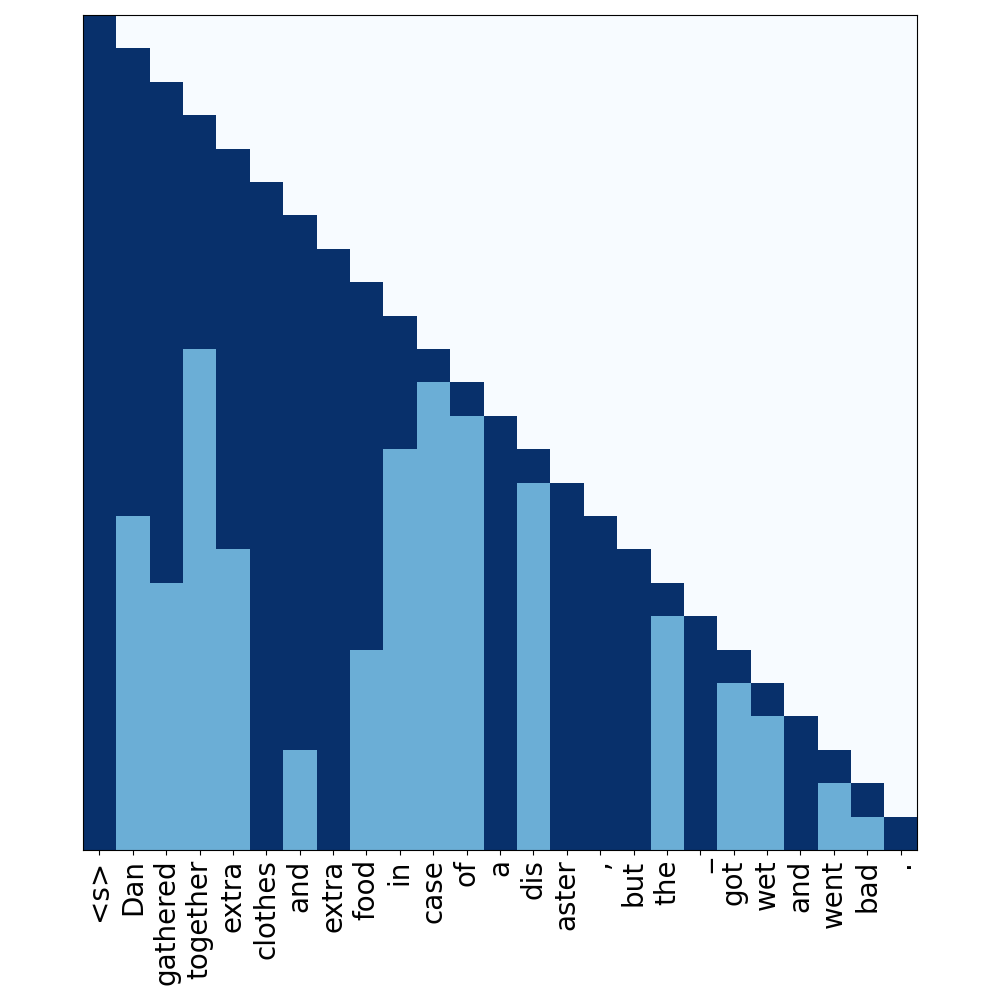 <s> Dan gathered together extra clothes and extra food in case of a dis aster , but the _ got wet and went bad .